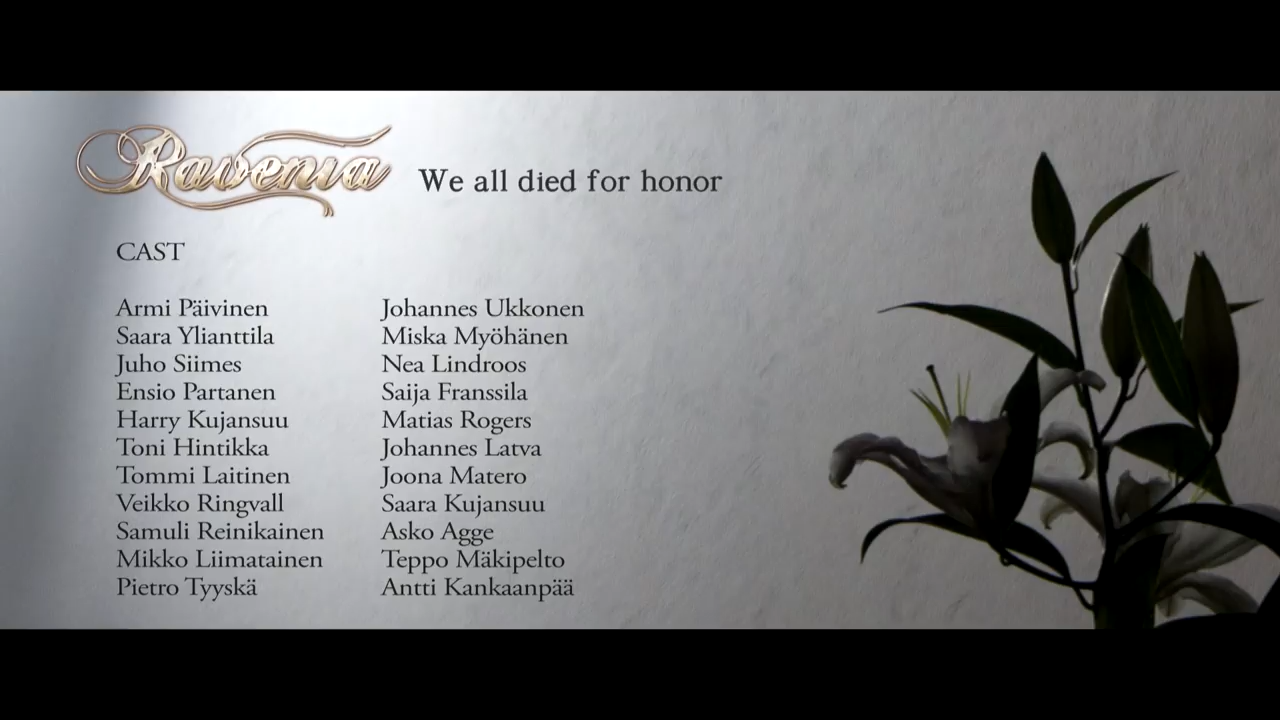 Ravenia
We all died for honor
CAST
Armi Päivinen
Saara Ylianttila
Juho Siimes
Ensio Partanen
Harry Kujansuu
Toni Hintikka
Tommi Laitinen
Veikko Ringvall
Samuli Reinikainen
Mikko Liimatainen
Pietro Tyyskä
Johannes Ukkonen
Miska Myöhänen
Nea Lindroos
Saija Franssila
Matias Rogers
Johannes Latva
Joona Matero
Saara Kujansuu
Asko Agge
Teppo Mäkipelto
Antti Kankaanpää